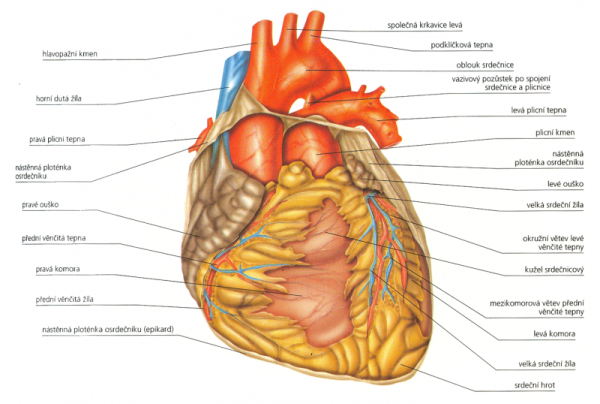 hlavopažní kmen
horní dutá žíla
pravá plicní tepna
nástěnná ploténka
osrdečníku
pravé ouško
přední věnčitá tepna
pravá komora
přední věnčitá žíla
nástěnná ploténka osrdečníku (epikard)
společná krkavice levá
podklíčková tepna
oblouk srdečnice
vazivový pozůstek po spojení
srdečnice a plicnice
levá plicní tepna
plicní kmen
nástěnná
ploténka osrdečníku
levé ouško
velká srdeční žíla
okružní větev levé
věnčité tepny
kužel srdečnicový
mezikomorová větev přední
věnčité tepny
levá komora
velká srdeční žíla
srdeční hrot